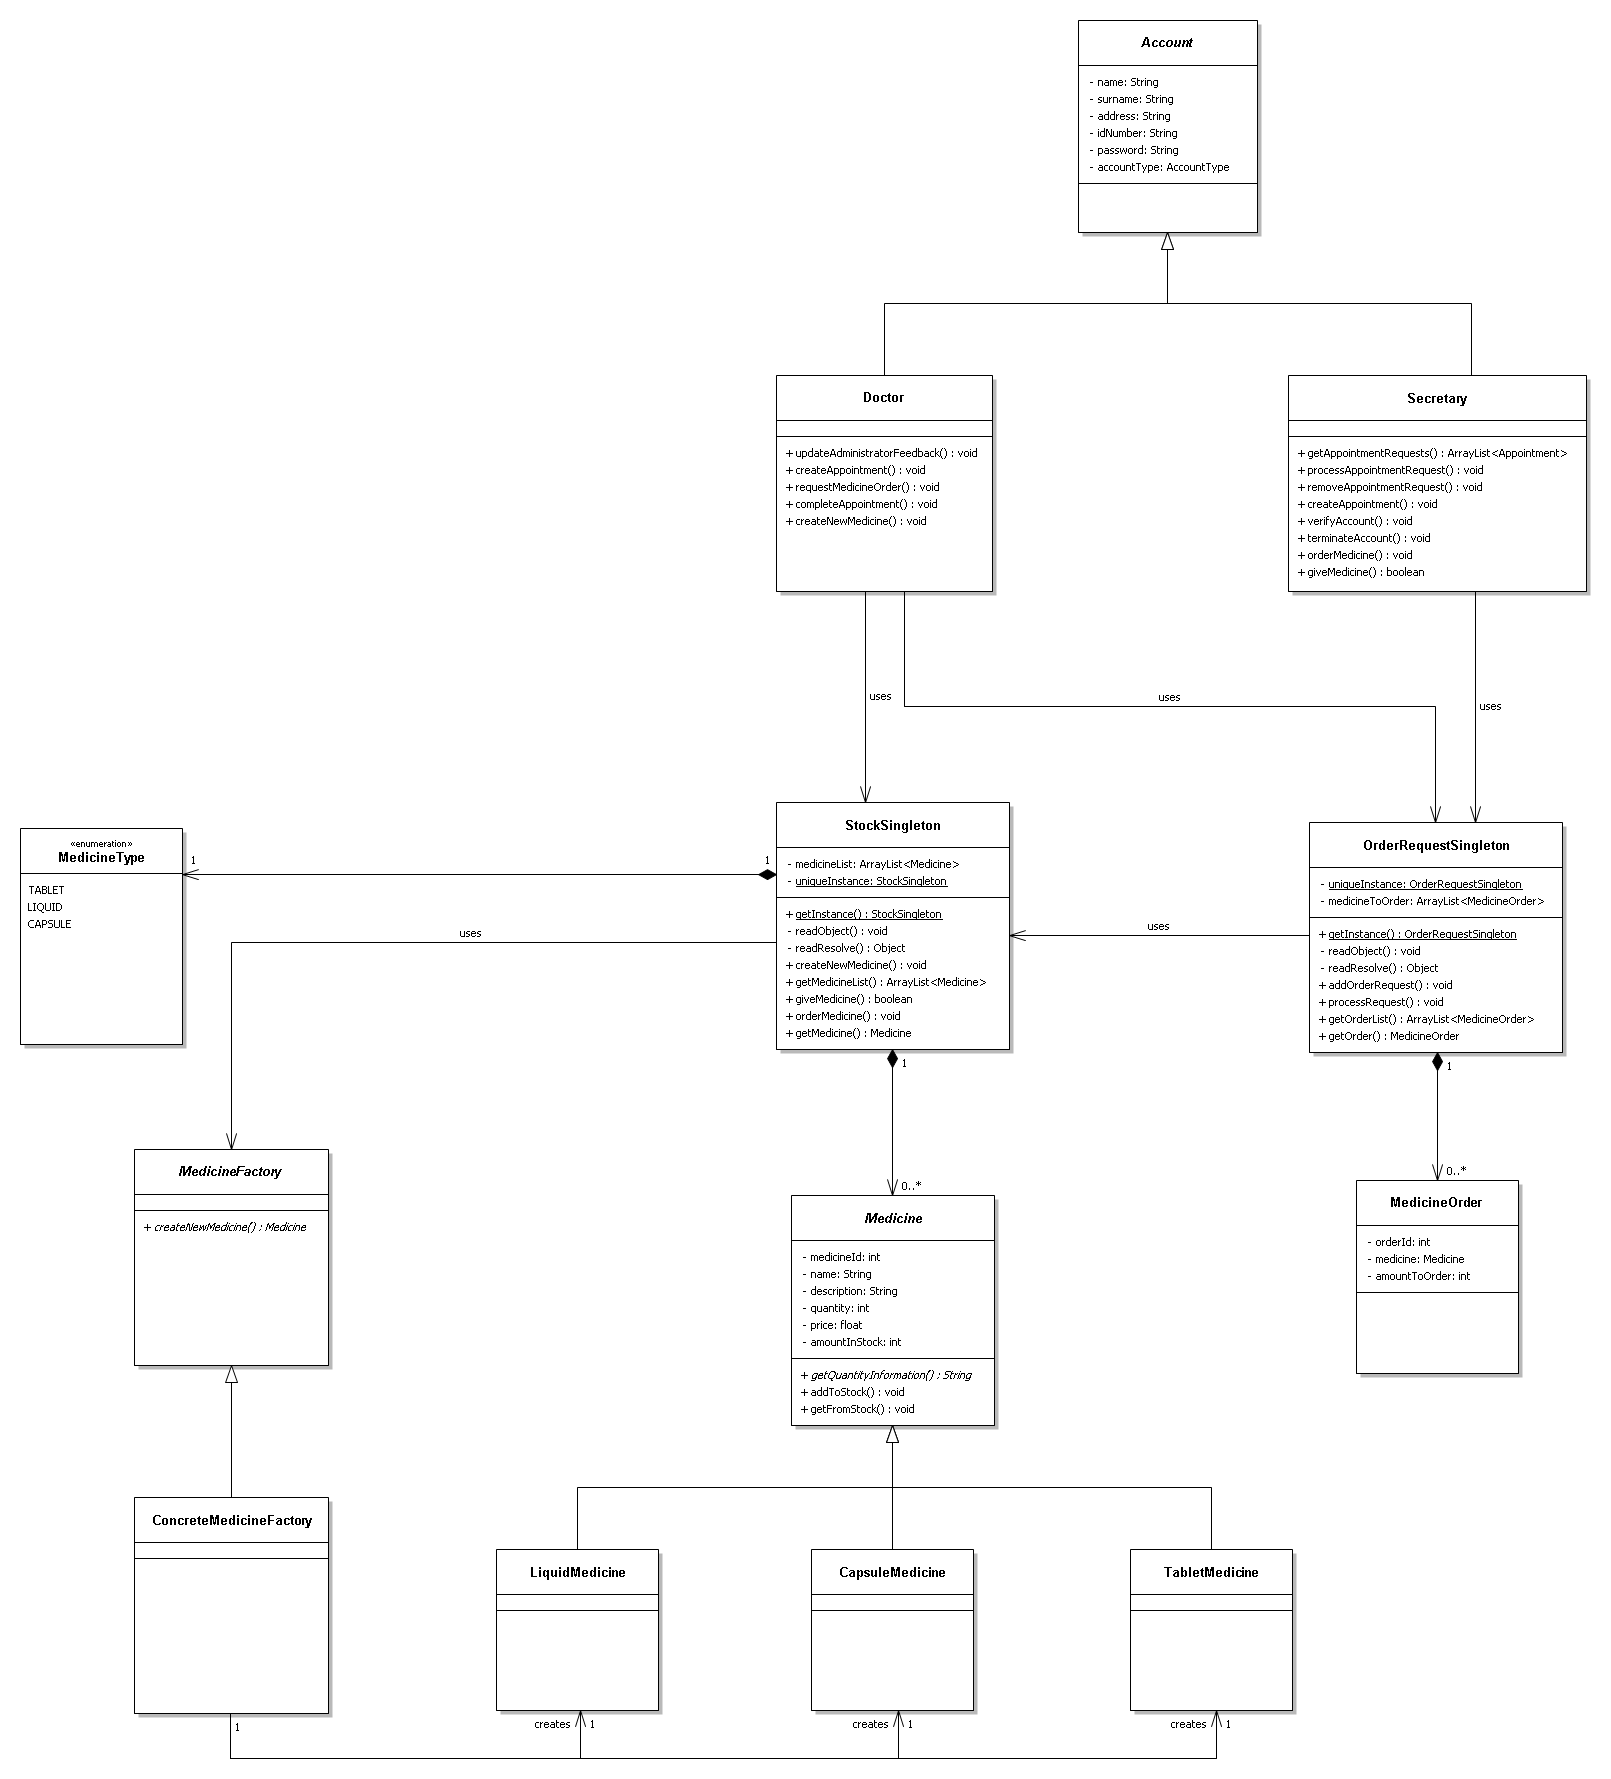 Account
- name: String
- surname: String
- address: String
- idNumber: String
- password: String
- accountType: AccountType
Doctor
+ updateAdministratorFeedback() : void
+ createAppointment() : void
+ requestMedicineOrder() : void
+ completeAppointment() : void
+ createNewMedicine() : void
Secretary
+ getAppointmentRequests() : ArrayList<Appointment>
+ processAppointmentRequest() : void
+ removeAppointmentRequest() : void
+ createAppointment() : void
+ verifyAccount() : void
+ terminateAccount() : void
+ orderMedicine() : void
+ giveMedicine() : boolean
uses
uses
uses
«enumeration»
MedicineType
TABLET
LIQUID
CAPSULE
1
1
StockSingleton
- medicineList: ArrayList<Medicine>
- uniqueInstance: StockSingleton
+ getInstance() : StockSingleton
- readObject() : void
- readResolve() : Object
+ createNewMedicine() : void
+ getMedicineList() : ArrayList<Medicine>
+ giveMedicine() : boolean
+ orderMedicine() : void
+ getMedicine() : Medicine
uses
uses
OrderRequestSingleton
- uniqueInstance: OrderRequestSingleton
- medicineToOrder: ArrayList<MedicineOrder>
+ getInstance() : OrderRequestSingleton
- readObject() : void
- readResolve() : Object
+ addOrderRequest() : void
+ processRequest() : void
+ getOrderList() : ArrayList<MedicineOrder>
+ getOrder() : MedicineOrder
1
0..*
1
0..*
IMedicineFactory
+ createNewMedicine() : Medicine
IMedicine
- medicineId: int
- name: String
- description: String
- quantity: int
- price: float
- amountInStock: int
+ getQuantityInformation() : String
+ addToStock() : void
+ getFromStock() : void
MedicineOrder
- orderId: int
- medicine: Medicine
- amountToOrder: int
ConcreteMedicineFactory
LiquidMedicine
CapsuleMedicine
TabletMedicine
1
creates 1
creates 1
creates 1